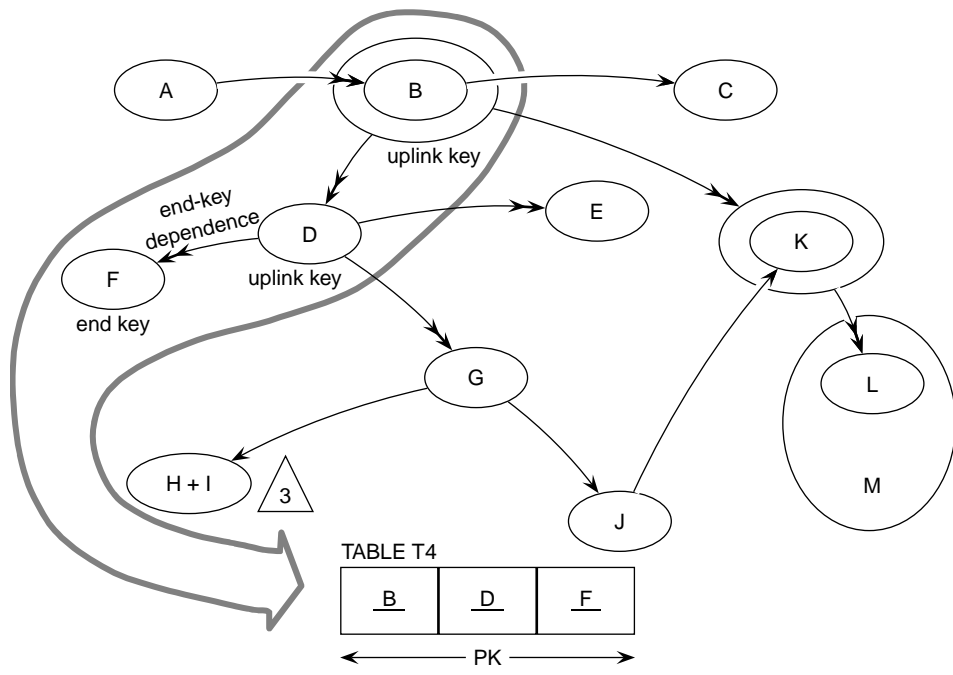 A
B
C
uplink key
end-key
dependence
E
D
K
F
uplink key
end key
G
L
H + I
3
M
J
TABLE T4
B
D
F
PK